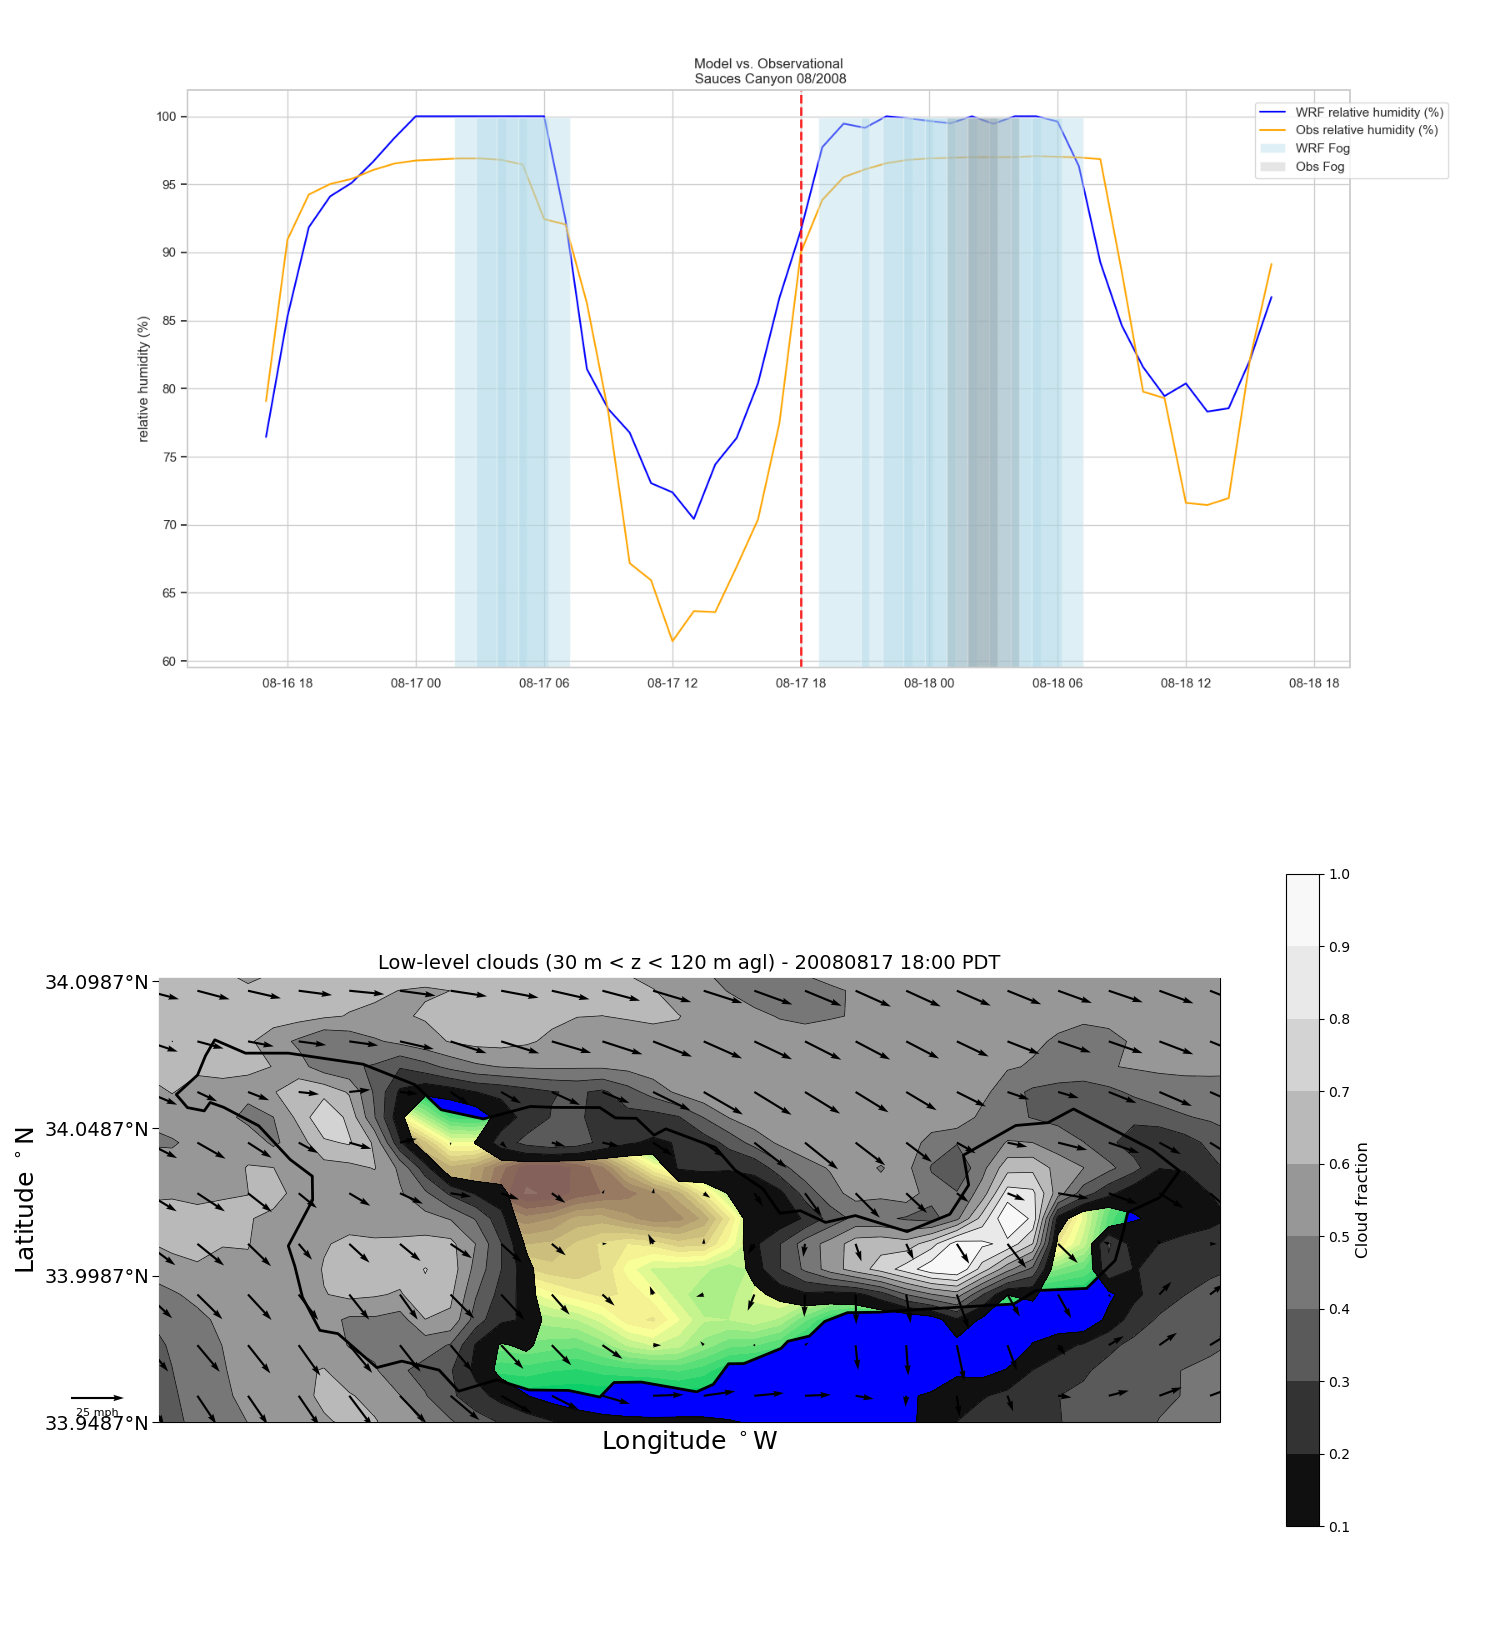 Model vs. Observational
Sauces Canyon 08/2008
WRF relative humidity (%)
Obs relative humidity (%)
WRF Fog
Obs Fog
relative humidity (%)
100
95
90
85
80
75
70
65
60
08-16 18
08-17 00
08-17 06
08-17 12
08-17 18
08-18 00
08-18 06
08-18 12
08-18 18
Low-level clouds (30 m < z < 120 m agl) - 20080817 18:00 PDT
34.0987°N
34.0487°N
33.9987°N
33.9487°N
Latitude °N
25 mph
Longitude °W
1.0
0.9
0.8
0.7
0.6
0.5
0.4
0.3
0.2
0.1
Cloud fraction